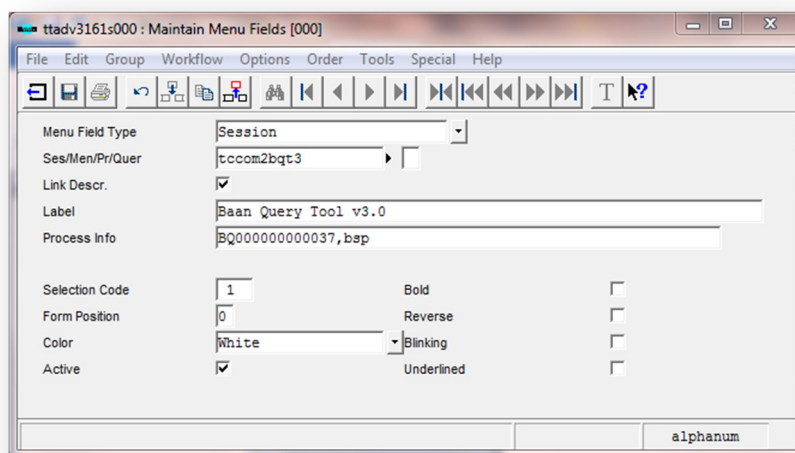 ttadv3161s000 : Maintain Menu Fields [000]
File Edit Group Workflow Options Order Tools Special Help
T ?
Menu Field Type Session
Ses/Men/Pr/Quer tccom2bqt3
Link Descr.
Label Baan Query Tool v3.0
Process Info BQ000000000037,bsp
Selection Code 1 Bold
Form Position 0 Reverse
Color White Blinking
Active Underlined
alphanum